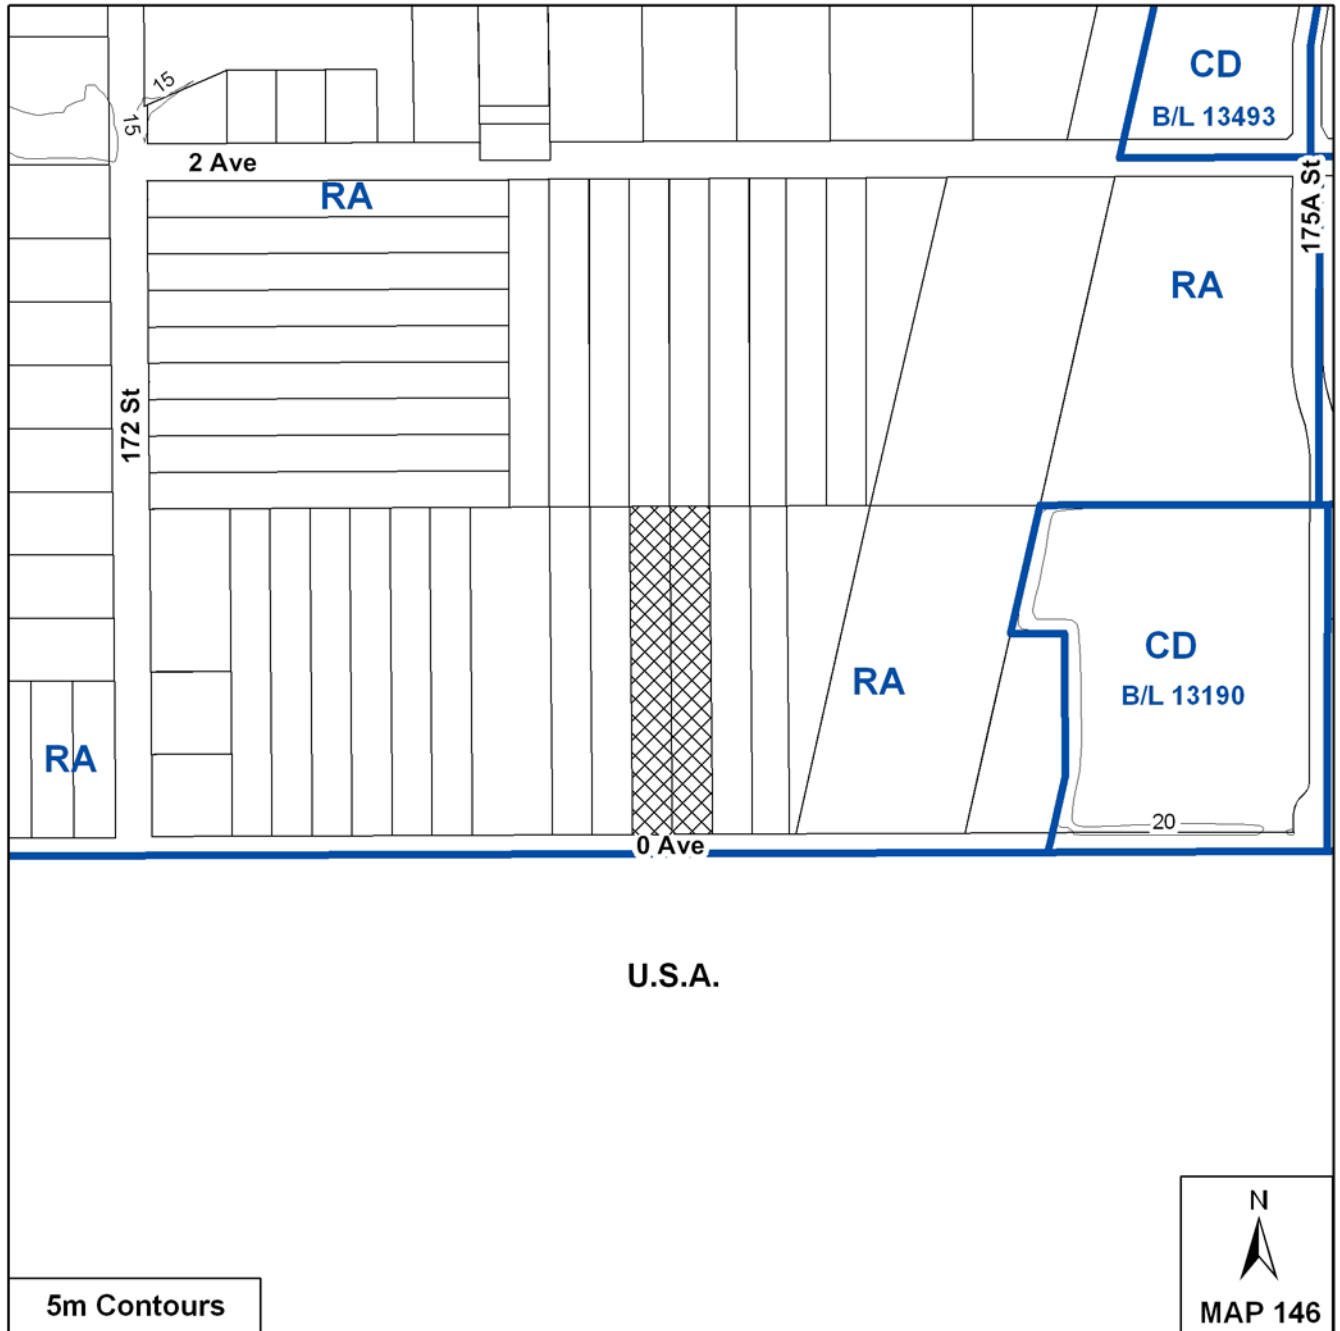 CD
B/L 13493
15
15
2 Ave
RA
175A St
RA
172 St
CD
B/L 13190
RA
RA
20
0 Ave
U.S.A.
N
MAP 146
5m Contours